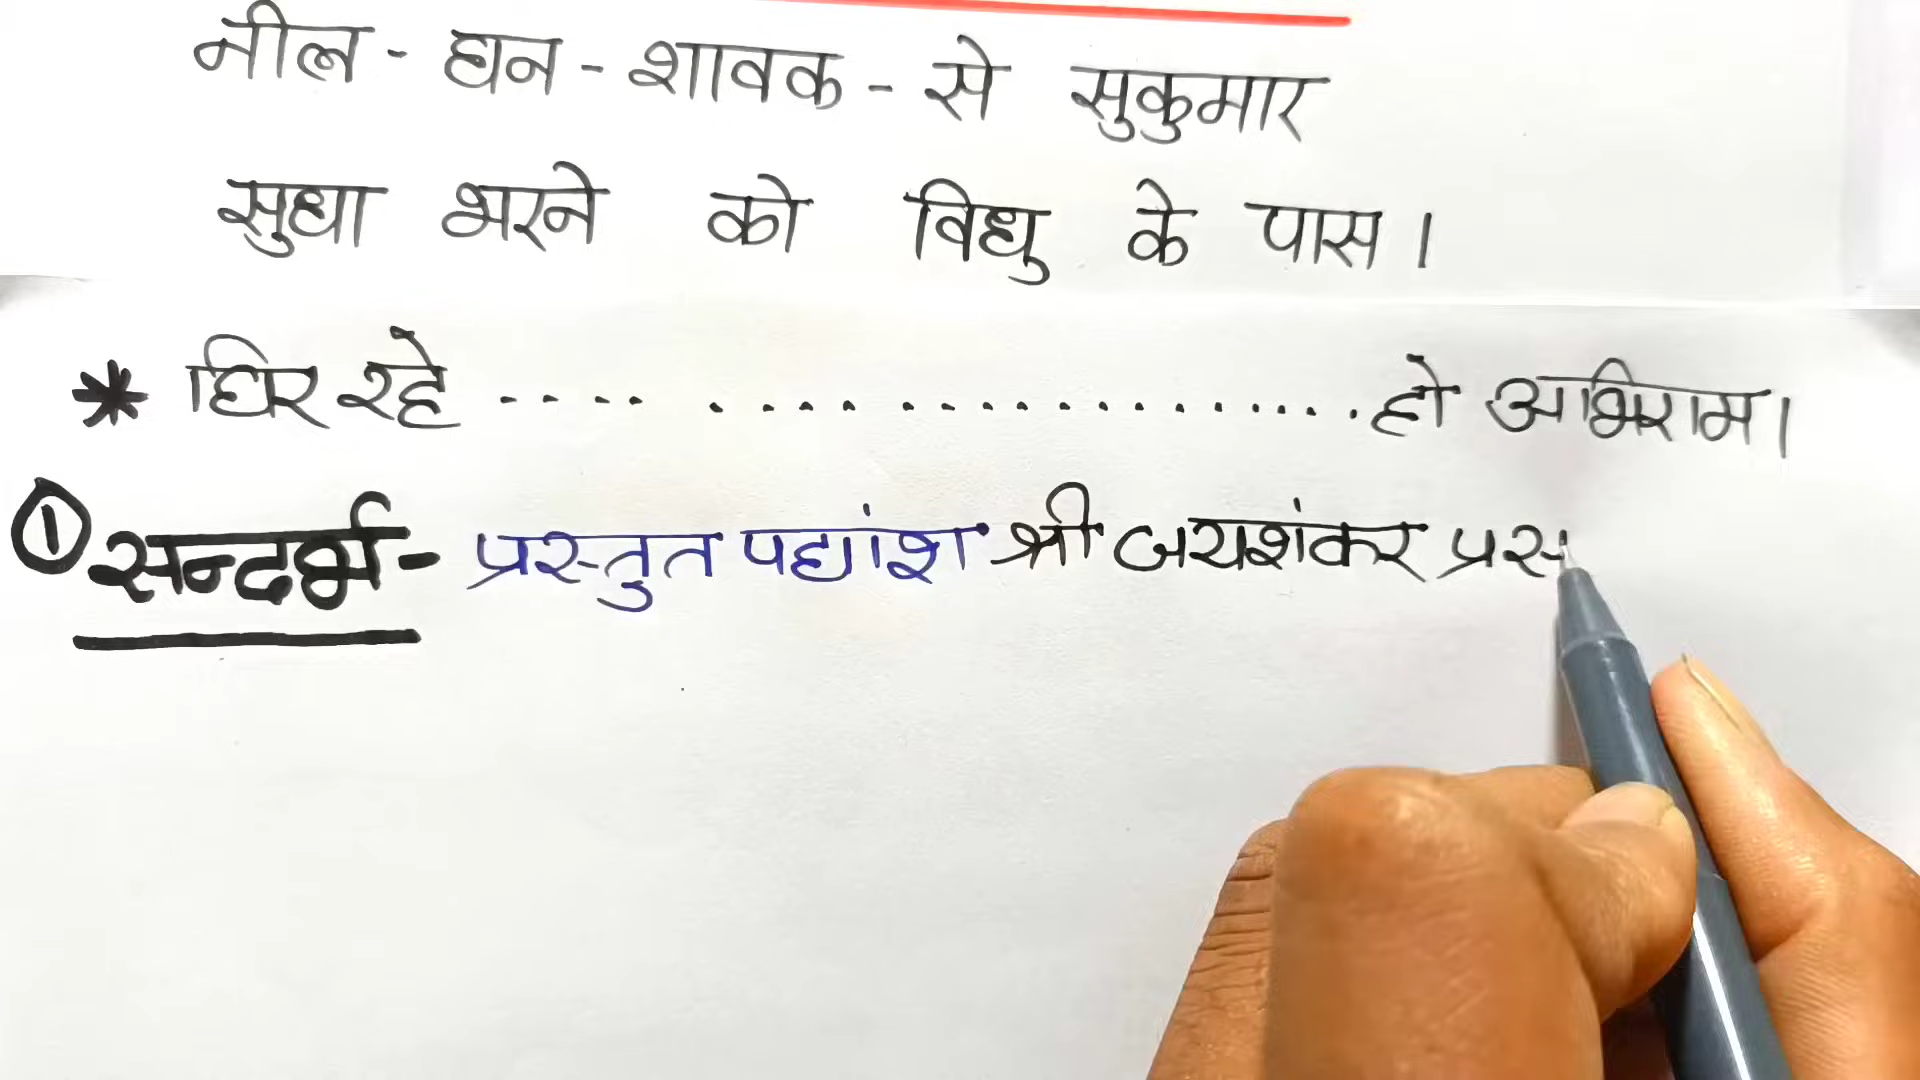 नील - घन - शावक - से सुकुमार
सुधा भरने को विधु के पास।
* घिर रहे .... ........................ हो अभिराम।
① सन्दर्भ - प्रस्तुत पद्यांश श्री जयशंकर प्रस